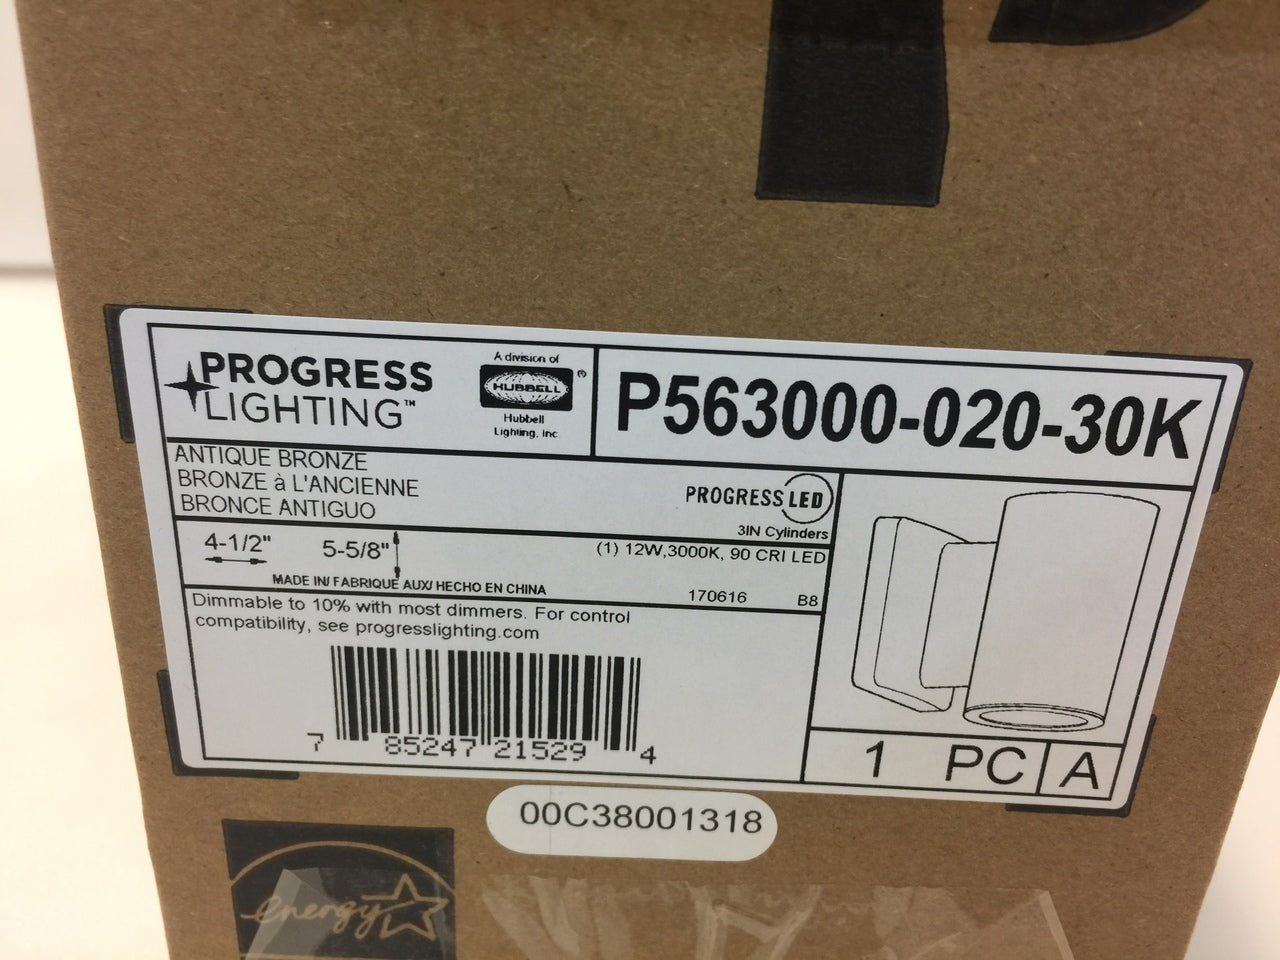 PROGRESS
LIGHTING™
A division of
HUBBELL®
Hubbell
Lighting, Inc
P563000-020-30K
ANTIQUE BRONZE
BRONZE à L'ANCIENNE
BRONCE ANTIGUO
PROGRESS LED
3IN Cylinders
4-1/2" 5-5/8"
(1) 12W,3000K, 90 CRI LED
MADE IN/ FABRIQUÉ AUX/ HECHO EN CHINA
170616 B8
Dimmable to 10% with most dimmers. For control
compatibility, see progresslighting.com
7 85247 21529 4
1 PC A
00C38001318
energy